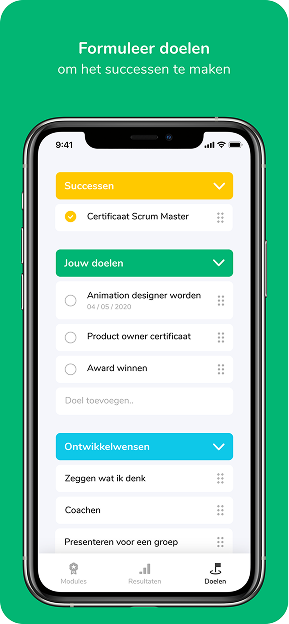 Formuleer doelen
om het successen te maken
9:41
Successen
Certificaat Scrum Master
Jouw doelen
Animation designer worden
04 / 05 / 2020
Product owner certificaat
Award winnen
Doel toevoegen..
Ontwikkelwensen
Zeggen wat ik denk
Coachen
Presenteren voor een groep
Modules
Resultaten
Doelen